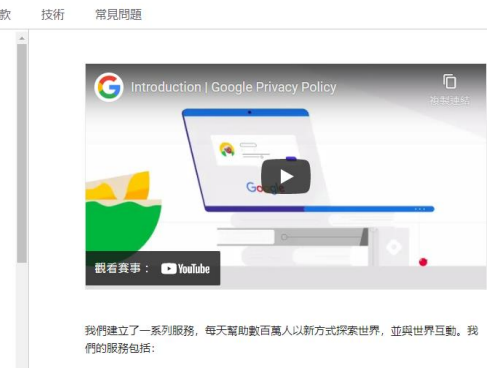 款 技術 常見問題
Introduction | Google Privacy Policy
複製連結
Google
觀看賽事： YouTube
我們建立了一系列服務，每天幫助數百萬人以新方式探索世界，並與世界互動。我
們的服務包括：